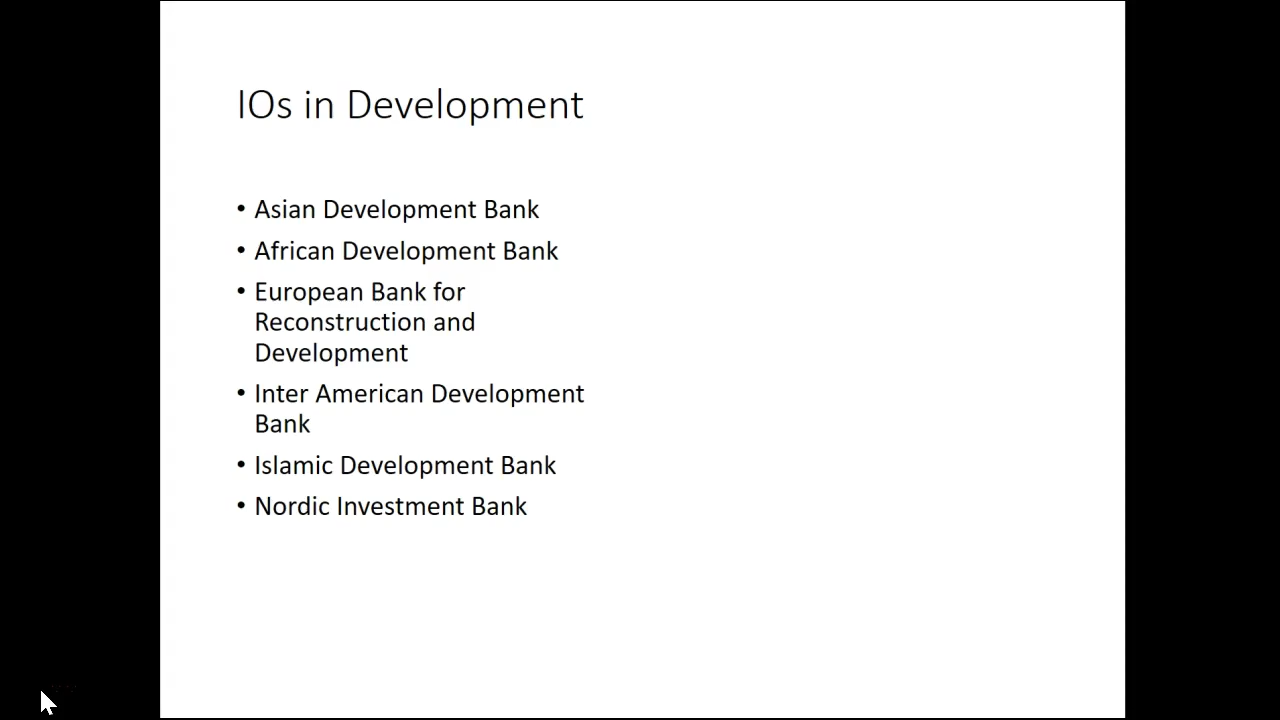 IOs in Development
• Asian Development Bank
• African Development Bank
• European Bank for
Reconstruction and
Development
• Inter American Development
Bank
• Islamic Development Bank
• Nordic Investment Bank